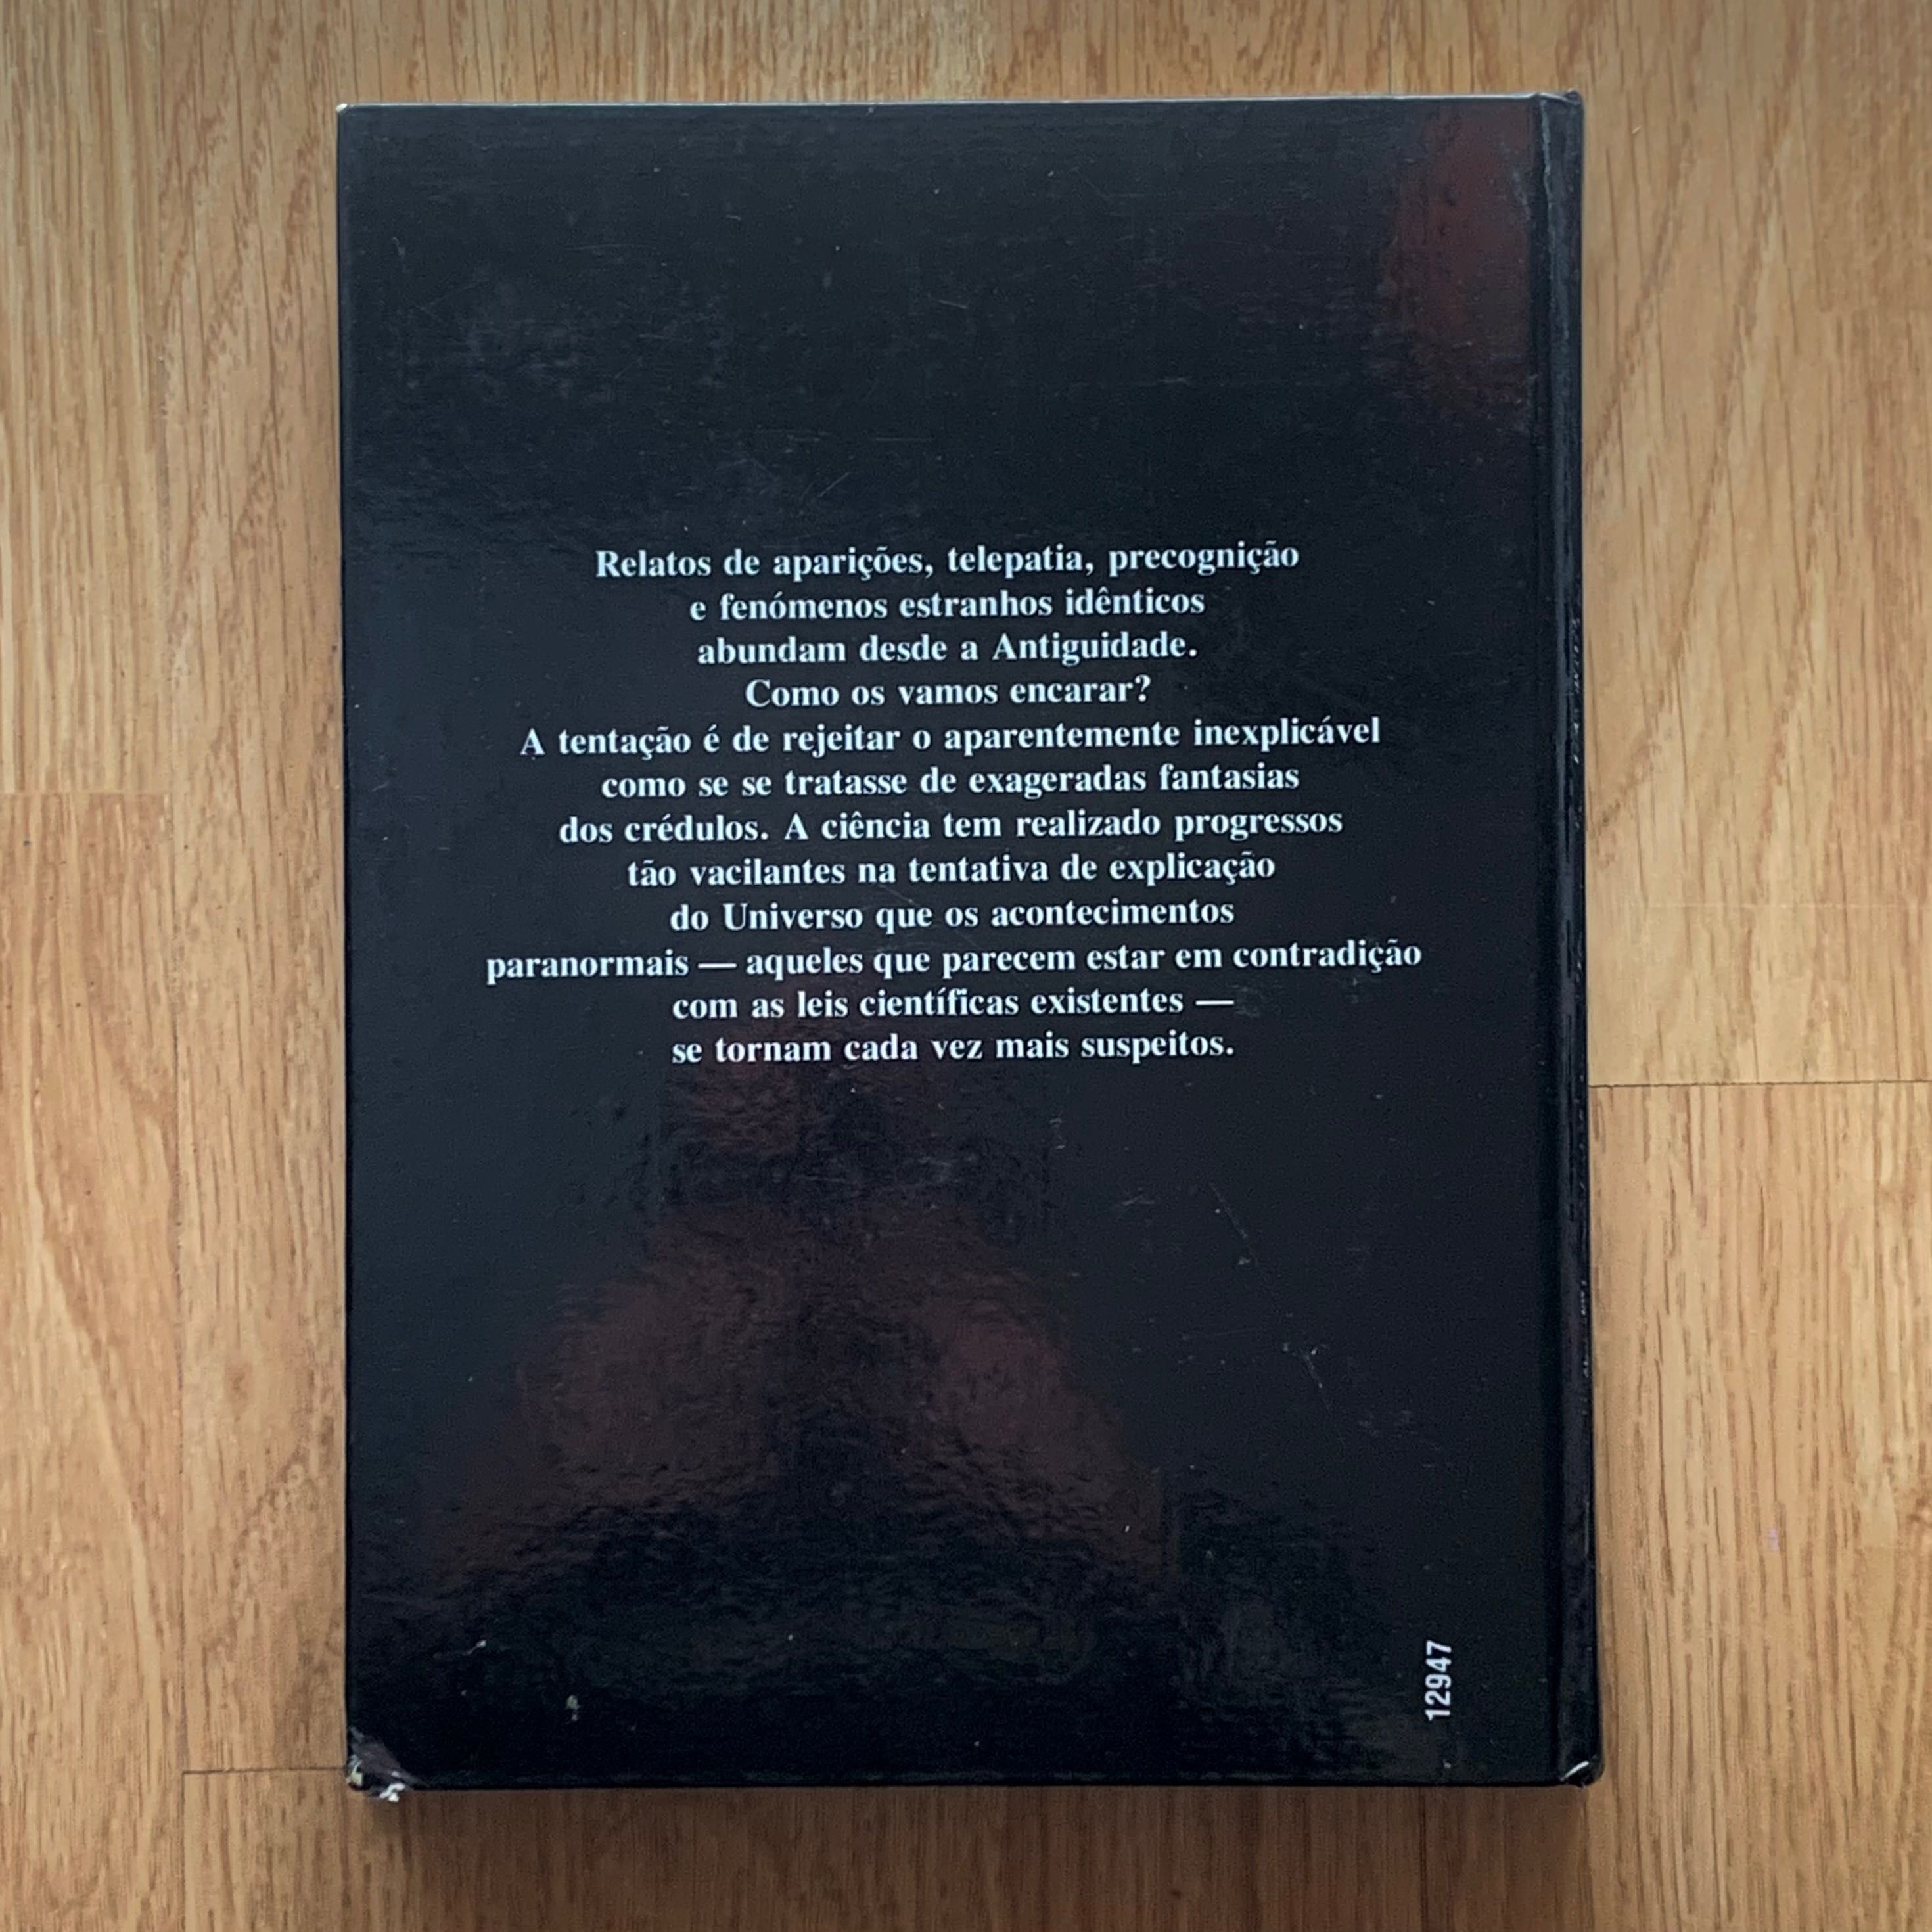 Relatos de aparições, telepatia, precognição
e fenómenos estranhos idênticos
abundam desde a Antiguidade.
Como os vamos encarar?
A tentação é de rejeitar o aparentemente inexplicável
como se se tratasse de exageradas fantasias
dos crédulos. A ciência tem realizado progressos
tão vacilantes na tentativa de explicação
do Universo que os acontecimentos
paranormais — aqueles que parecem estar em contradição
com as leis científicas existentes —
se tornam cada vez mais suspeitos.
12947